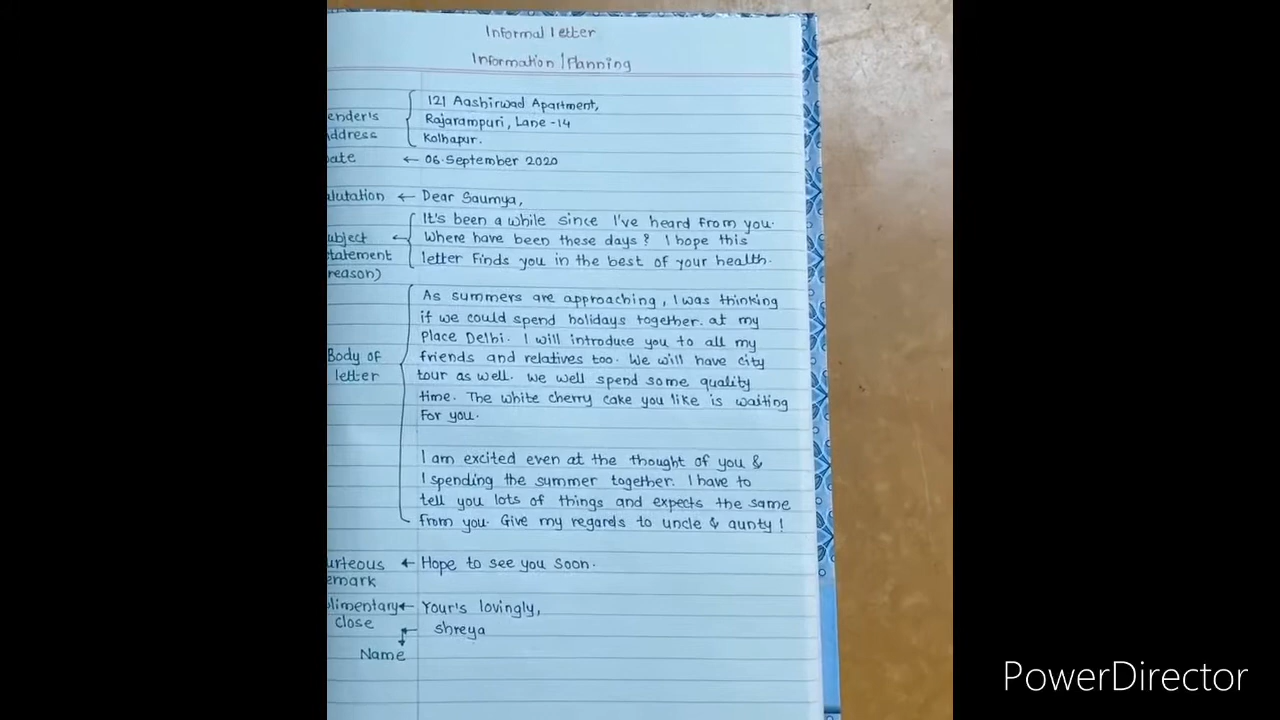 Informal letter
Information / Planning
ender's
ddress
121 Aashirwad Apartment,
Rajarampuri, Lane -14
Kolhapur.
ate ← 06 September 2020
lutation ← Dear Saumya,
ubject
tatement
reason)
It's been a while since I've heard from you.
Where have been these days? I hope this
letter finds you in the best of your health.
Body of
letter
As summers are approaching, I was thinking
if we could spend holidays together. at my
Place Delhi. I will introduce you to all my
friends and relatives too. We will have city
tour as well. We well spend some quality
time. The white cherry cake you like is waiting
for you.
I am excited even at the thought of you &
I spending the summer together. I have to
tell you lots of things and expects the same
from you. Give my regards to uncle & aunty!
urteous
emark
← Hope to see you soon.
limentary
close
← Your's lovingly,
shreya
Name
PowerDirector